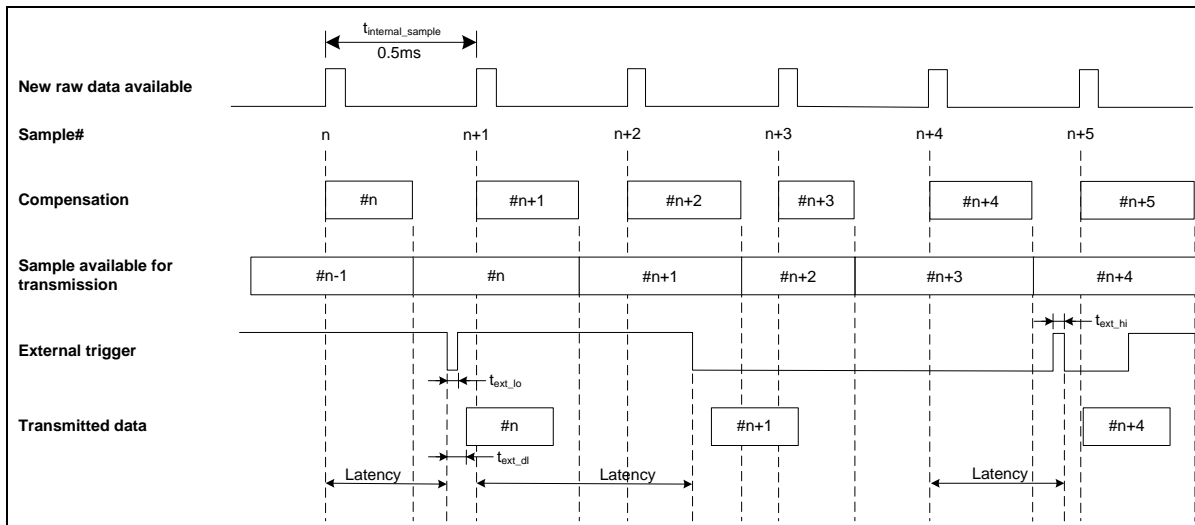 tinternal_sample
0.5ms
New raw data available
Sample#
n
n+1
n+2
n+3
n+4
n+5
Compensation
#n
#n+1
#n+2
#n+3
#n+4
#n+5
Sample available for
transmission
#n-1
#n
#n+1
#n+2
#n+3
#n+4
External trigger
text_hi
text_lo
Transmitted data
#n
#n+1
#n+4
text_dl
Latency
Latency
Latency